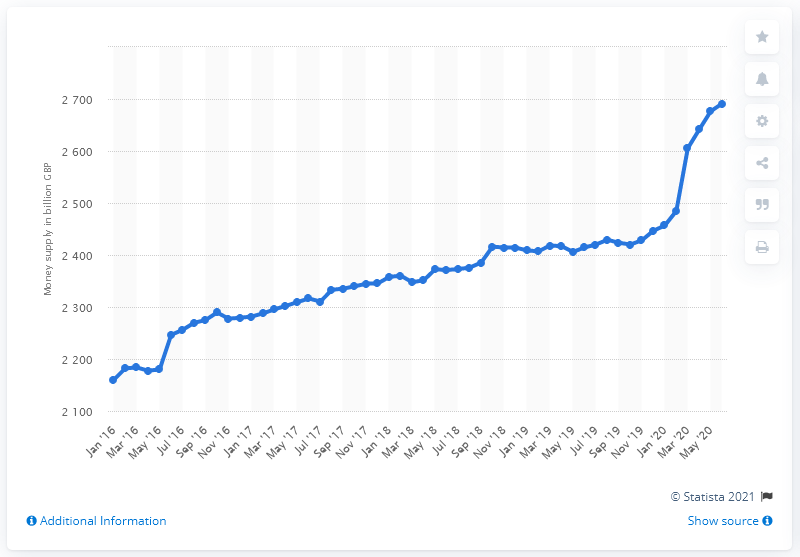 Money supply in billion GBP
2 700
2 600
2 500
2 400
2 300
2 200
2 100
Jan '16
Mar '16
May '16
Jul '16
Sep '16
Nov '16
Jan '17
Mar '17
May '17
Jul '17
Sep '17
Nov '17
Jan '18
Mar '18
May '18
Jul '18
Sep '18
Nov '18
Jan '19
Mar '19
May '19
Jul '19
Sep '19
Nov '19
Jan '20
Mar '20
May '20
© Statista 2021
Additional Information
Show source